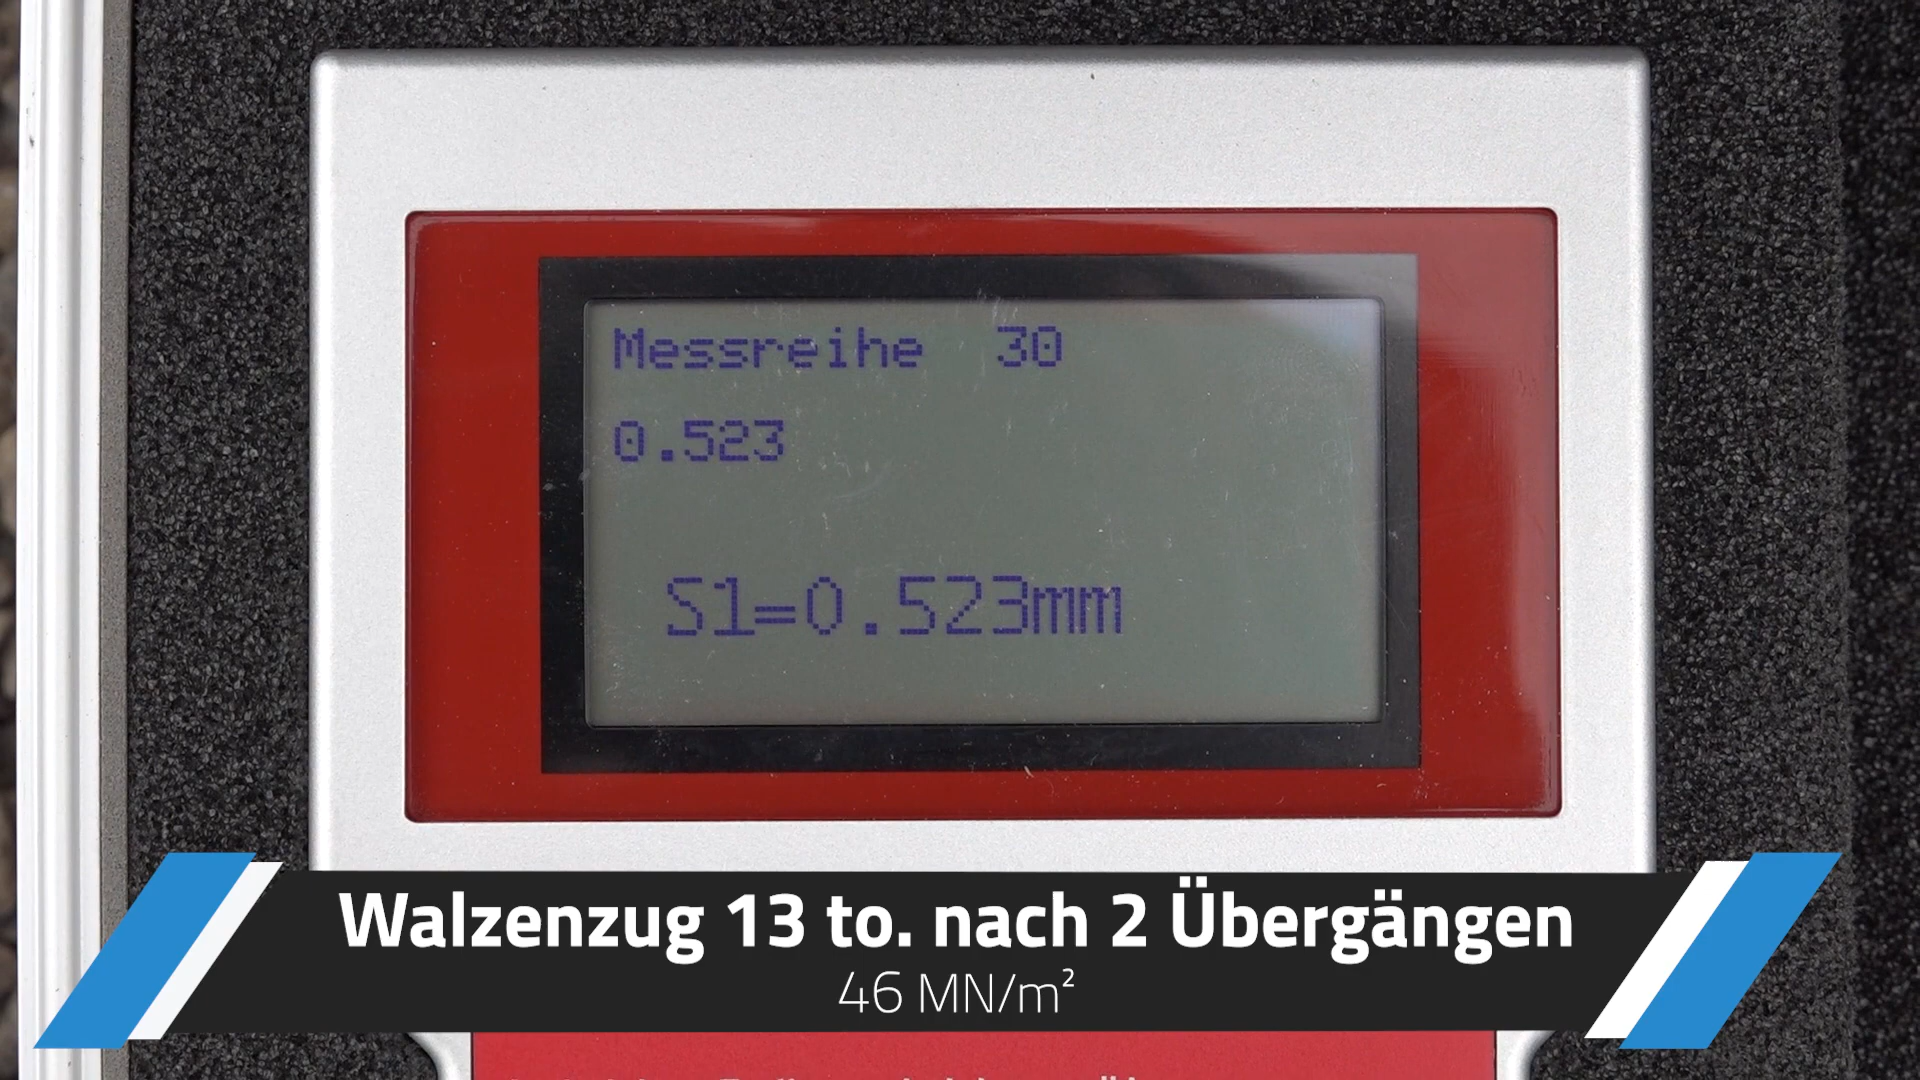 Messreihe 30
0.523
S1=0.523mm
Walzenzug 13 to. nach 2 Übergängen
46 MN/m²